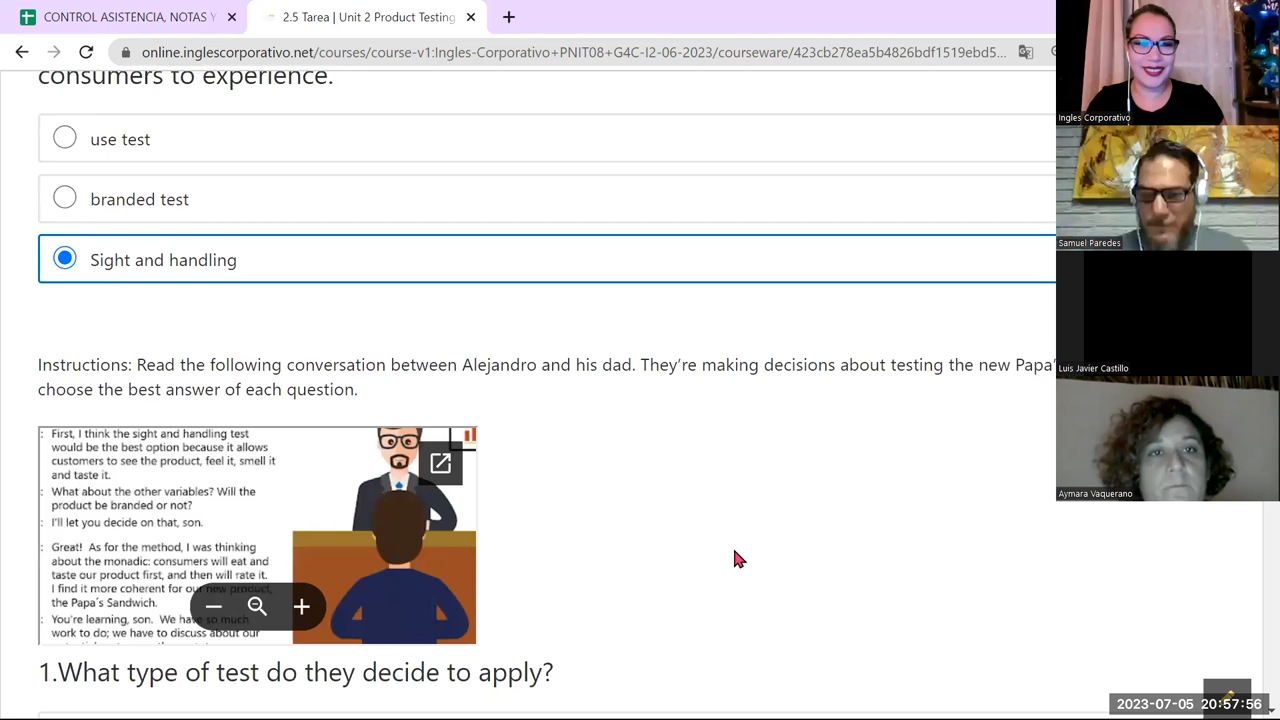 CONTROL ASISTENCIA, NOTAS Y
2.5 Tarea | Unit 2 Product Testing
online.inglescorporativo.net/courses/course-v1:Ingles-Corporativo+PNIT08+G4C-I2-06-2023/courseware/423cb278ea5b4826bdf1519ebd5...
consumers to experience.
use test
branded test
Sight and handling
Instructions: Read the following conversation between Alejandro and his dad. They're making decisions about testing the new Papa'
choose the best answer of each question.
: First, I think the sight and handling test
would be the best option because it allows
customers to see the product, feel it, smell it
and taste it.
: What about the other variables? Will the
product be branded or not?
: I'll let you decide on that, son.
: Great! As for the method, I was thinking
about the monadic: consumers will eat and
taste our product first, and then will rate it.
I find it more coherent for our new product,
the Papa's Sandwich.
: You're learning, son. We have so much
work to do; we have to discuss about our
1.What type of test do they decide to apply?
Ingles Corporativo
Samuel Paredes
Luis Javier Castillo
Aymara Vaquerano
2023-07-05 20:57:56